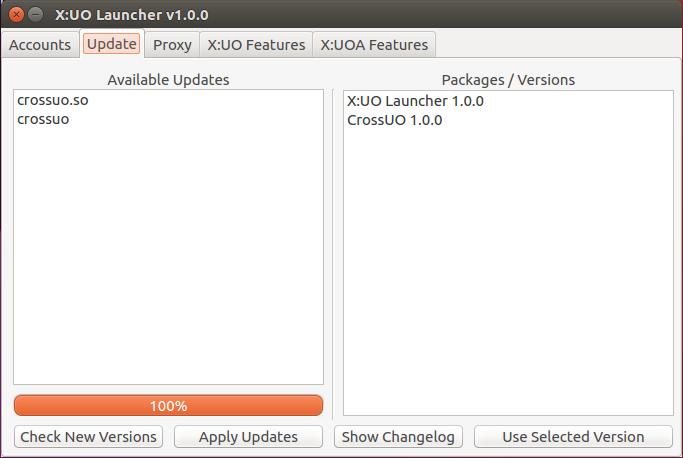 X:UO Launcher v1.0.0
Accounts Update Proxy X:UO Features X:UOA Features
Available Updates
crossuo.so
crossuo
100%
Packages / Versions
X:UO Launcher 1.0.0
CrossUO 1.0.0
Check New Versions Apply Updates Show Changelog Use Selected Version